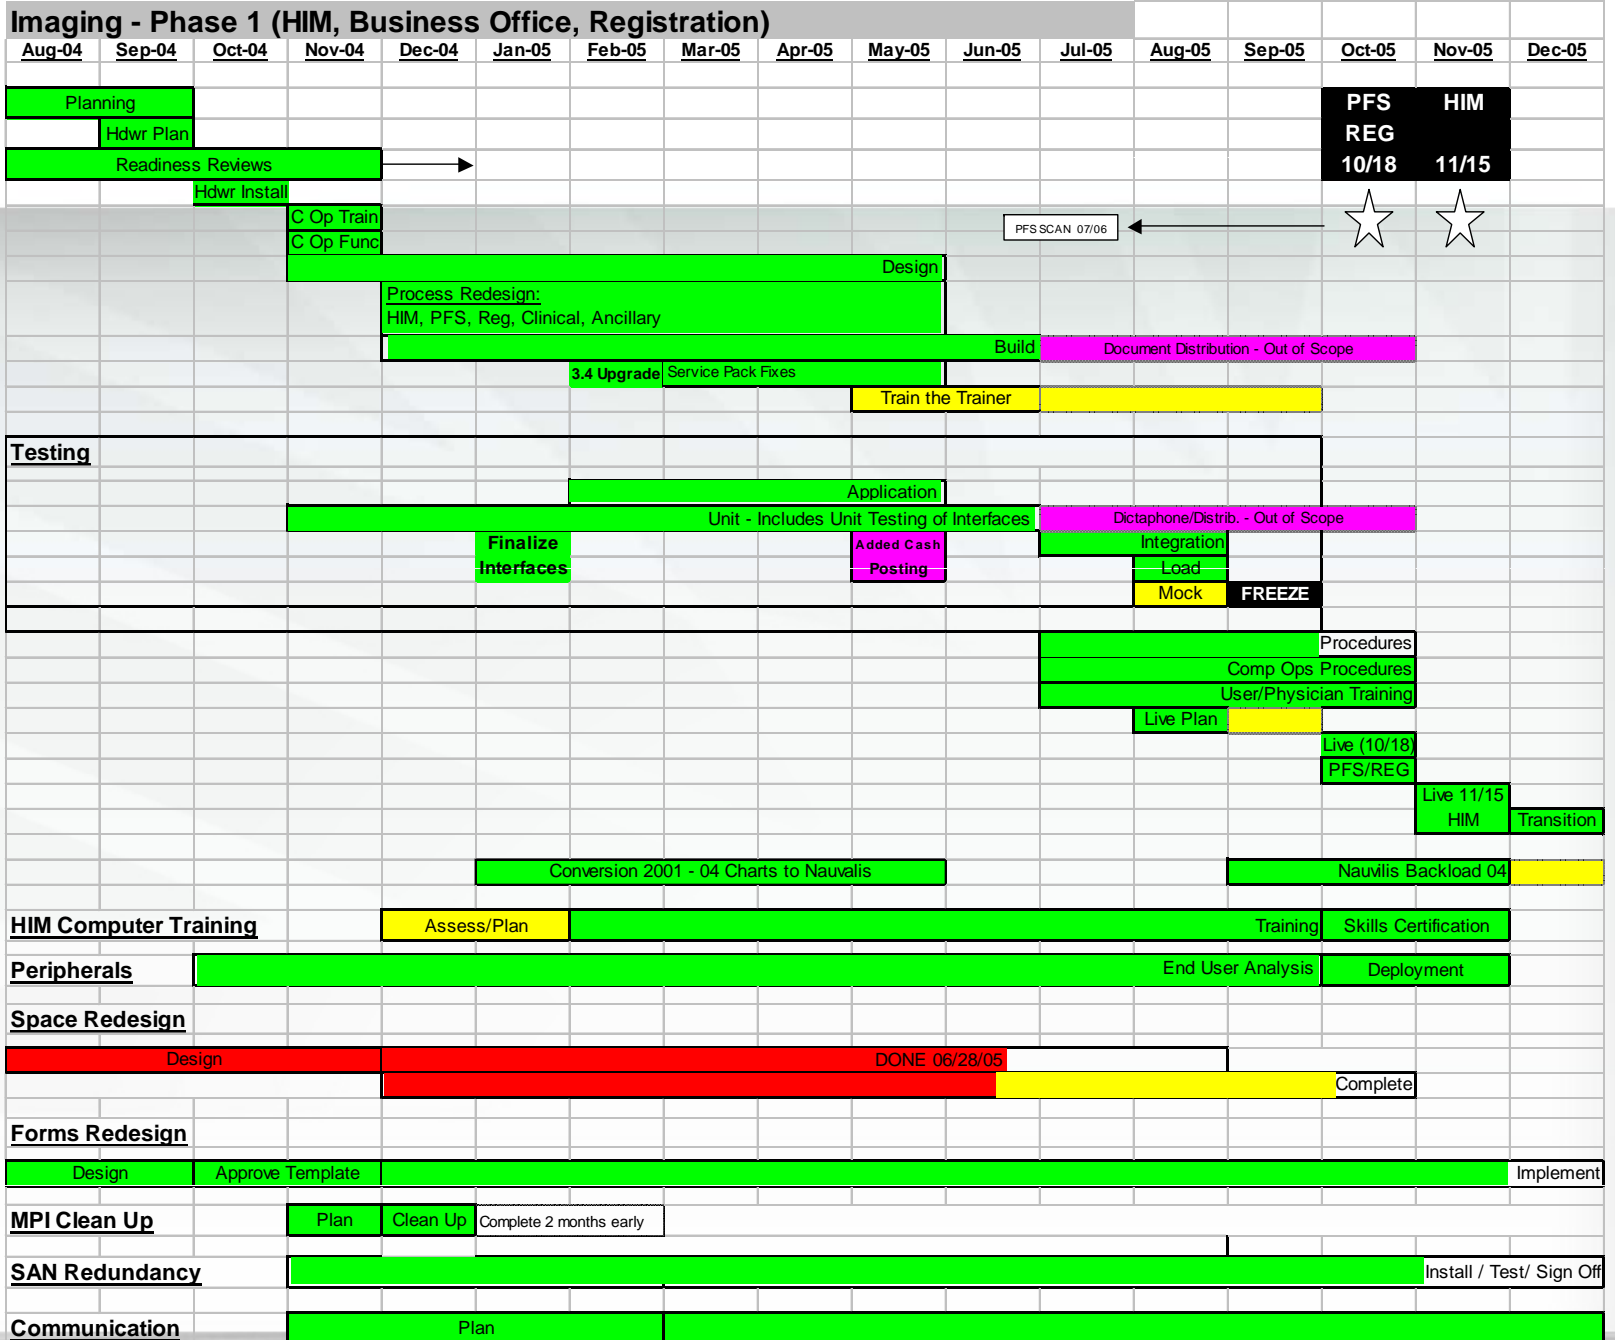 Imaging - Phase 1 (HIM, Business Office, Registration)
Aug-04 Sep-04 Oct-04 Nov-04 Dec-04 Jan-05 Feb-05 Mar-05 Apr-05 May-05 Jun-05 Jul-05 Aug-05 Sep-05 Oct-05 Nov-05 Dec-05
Planning PFS HIM
Hdwr Plan REG
Readiness Reviews 10/18 11/15
Hdwr Install
C Op Train
PFS SCAN 07/06
C Op Func
Design
Process Redesign:
HIM, PFS, Reg, Clinical, Ancillary
Build Document Distribution - Out of Scope
3.4 Upgrade Service Pack Fixes
Train the Trainer
Testing
Application
Unit - Includes Unit Testing of Interfaces Dictaphone/Distrib. - Out of Scope
Finalize Added Cash Integration
Interfaces Posting Load
Mock FREEZE
Procedures
Comp Ops Procedures
User/Physician Training
Live Plan
Live (10/18)
PFS/REG
Live 11/15
HIM Transition
Conversion 2001 - 04 Charts to Nauvalis Nauvilis Backload 04
HIM Computer Training Assess/Plan Training Skills Certification
Peripherals End User Analysis Deployment
Space Redesign
Design DONE 06/28/05
Complete
Forms Redesign
Design Approve Template Implement
MPI Clean Up Plan Clean Up Complete 2 months early
SAN Redundancy Install / Test/ Sign Off
Communication Plan